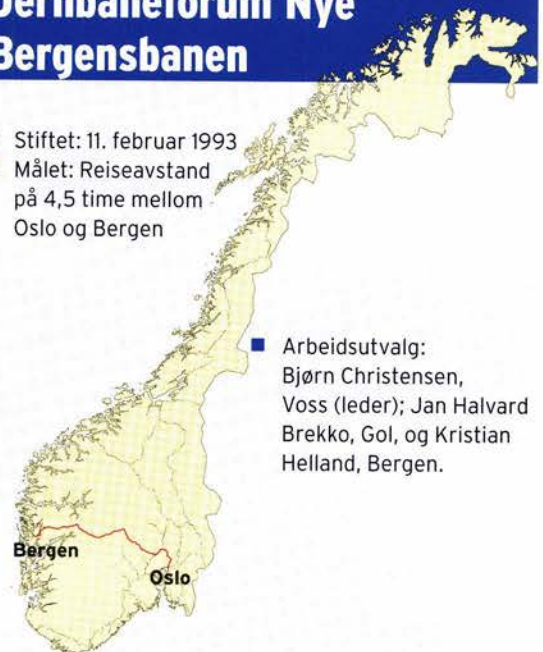 Jernbaneforum Nye
Bergensbanen
Stiftet: 11. februar 1993
Målet: Reiseavstand
på 4,5 time mellom
Oslo og Bergen
■ Arbeidsutvalg:
Bjørn Christensen,
Voss (leder); Jan Halvard
Brekko, Gol, og Kristian
Helland, Bergen.
Bergen
Oslo